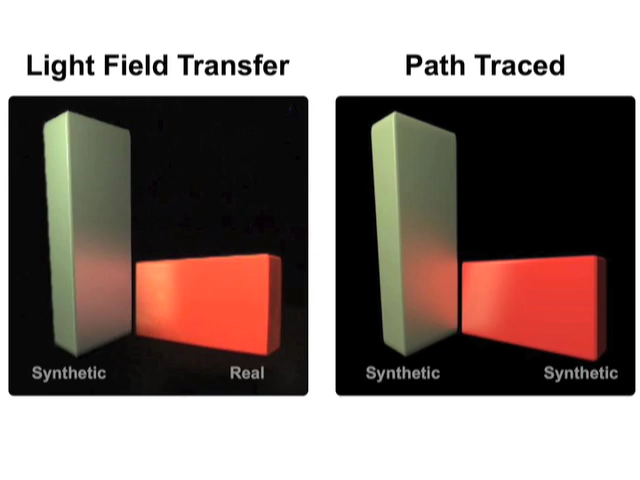 Light Field Transfer
Path Traced
Synthetic
Real
Synthetic
Synthetic